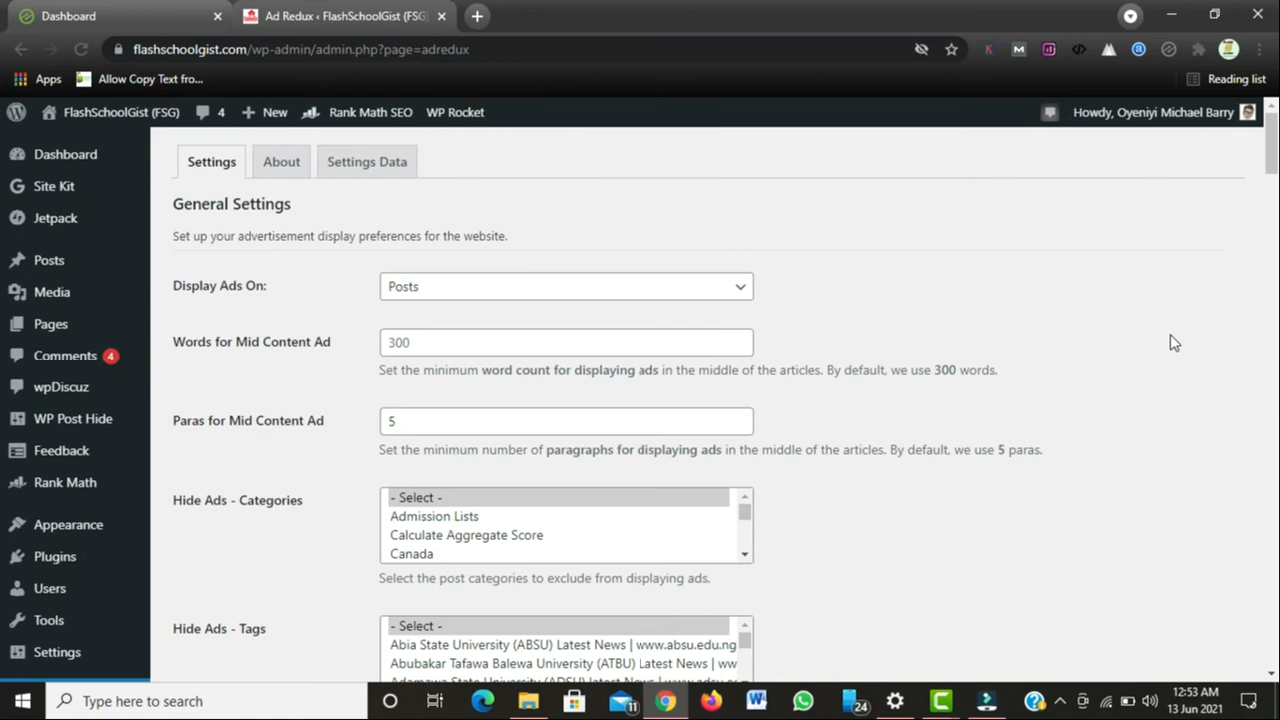 Dashboard
Ad Redux ‹ FlashSchoolGist (FSG)
flashschoolgist.com/wp-admin/admin.php?page=adredux
Apps
Allow Copy Text fro...
Reading list
FlashSchoolGist (FSG)
4
New
Rank Math SEO
WP Rocket
Howdy, Oyeniyi Michael Barry
Dashboard
Site Kit
Jetpack
Posts
Media
Pages
Comments 4
wpDiscuz
WP Post Hide
Feedback
Rank Math
Appearance
Plugins
Users
Tools
Settings
Settings
About
Settings Data
General Settings
Set up your advertisement display preferences for the website.
Display Ads On:
Posts
Words for Mid Content Ad
300
Set the minimum word count for displaying ads in the middle of the articles. By default, we use 300 words.
Paras for Mid Content Ad
5
Set the minimum number of paragraphs for displaying ads in the middle of the articles. By default, we use 5 paras.
Hide Ads - Categories
- Select -
Admission Lists
Calculate Aggregate Score
Canada
Select the post categories to exclude from displaying ads.
Hide Ads - Tags
- Select -
Abia State University (ABSU) Latest News | www.absu.edu.ng
Abubakar Tafawa Balewa University (ATBU) Latest News | ww
Type here to search
11
24
12:53 AM
13 Jun 2021